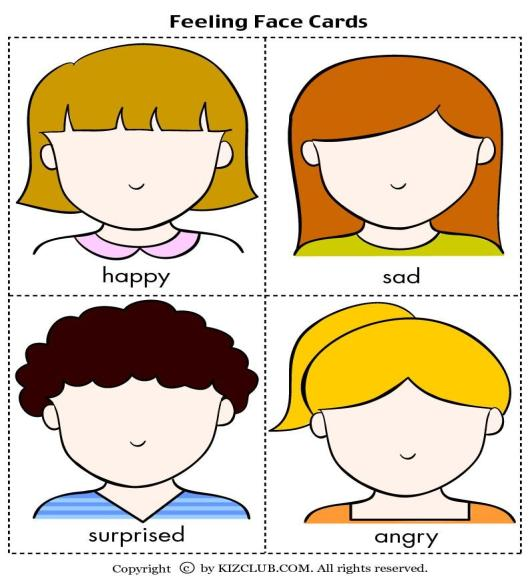 Feeling Face Cards
happy
sad
surprised
angry
Copyright © by KIZCLUB.COM. All rights reserved.